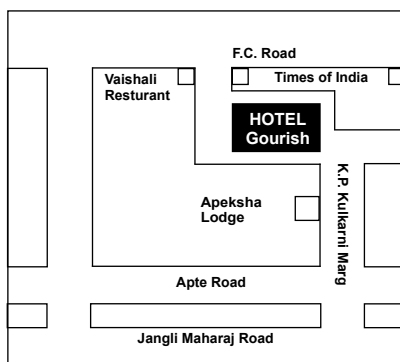 F.C. Road
Vaishali
Resturant
Times of India
HOTEL
Gourish
K.P. Kulkarni Marg
Apeksha
Lodge
Apte Road
Jangli Maharaj Road